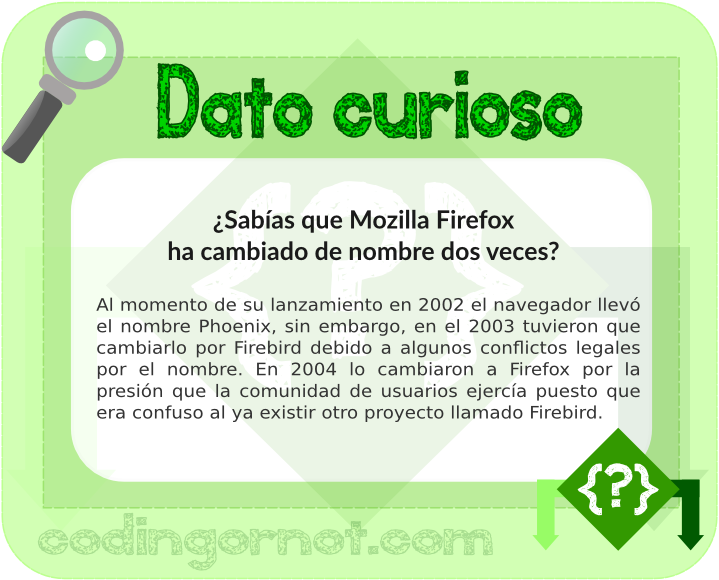 Dato curioso
¿Sabías que Mozilla Firefox
ha cambiado de nombre dos veces?
Al momento de su lanzamiento en 2002 el navegador llevó
el nombre Phoenix, sin embargo, en el 2003 tuvieron que
cambiarlo por Firebird debido a algunos conflictos legales
por el nombre. En 2004 lo cambiaron a Firefox por la
presión que la comunidad de usuarios ejercía puesto que
era confuso al ya existir otro proyecto llamado Firebird.
{?}
codingornot.com